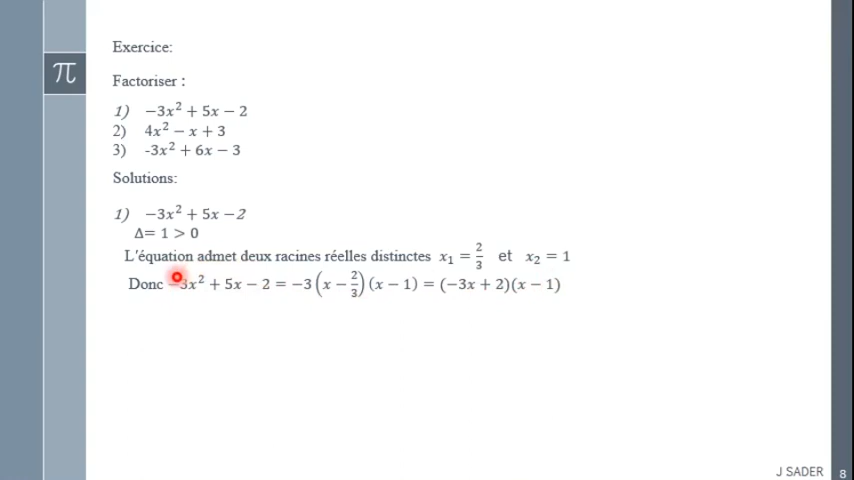 π
Exercice:
Factoriser :
1) −3x² + 5x − 2
2) 4x² − x + 3
3) -3x² + 6x − 3
Solutions:
1) −3x² + 5x −2
Δ= 1 > 0
L'équation admet deux racines réelles distinctes x₁ = 2/3 et x₂ = 1
Donc −3x² + 5x − 2 = −3 (x − 2/3) (x − 1) = (−3x + 2)(x − 1)
J SADER
8